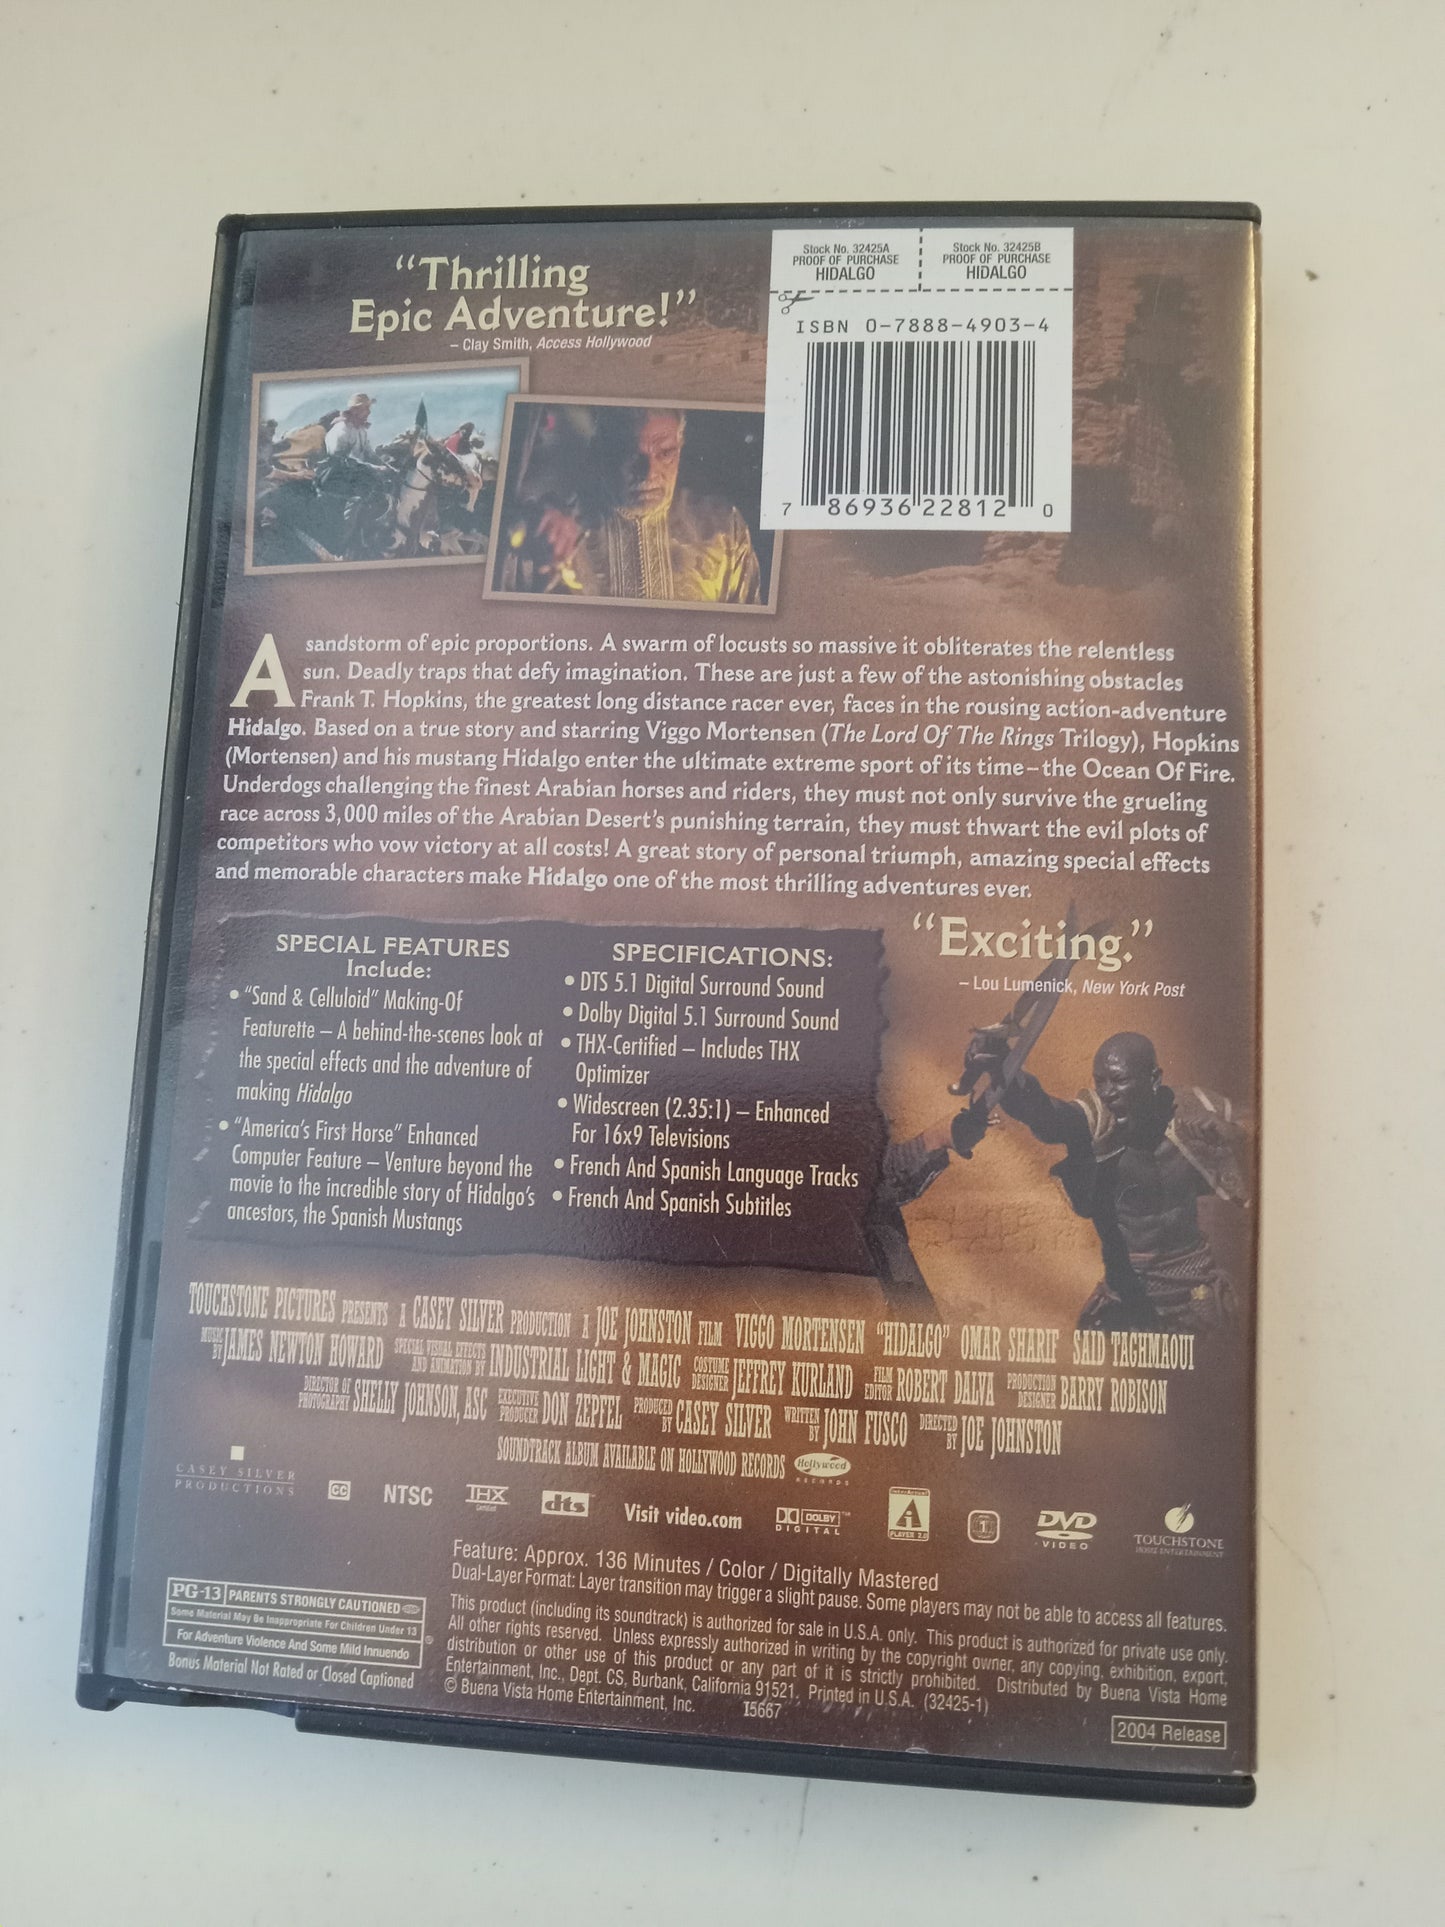 "Thrilling
Epic Adventure!"
– Clay Smith, Access Hollywood
Stock No. 32425A
PROOF OF PURCHASE
HIDALGO
Stock No. 32425B
PROOF OF PURCHASE
HIDALGO
ISBN 0-7888-4903-4
7 86936 22812 0
A sandstorm of epic proportions. A swarm of locusts so massive it obliterates the relentless
sun. Deadly traps that defy imagination. These are just a few of the astonishing obstacles
Frank T. Hopkins, the greatest long distance racer ever, faces in the rousing action-adventure
Hidalgo. Based on a true story and starring Viggo Mortensen (The Lord Of The Rings Trilogy), Hopkins
(Mortensen) and his mustang Hidalgo enter the ultimate extreme sport of its time – the Ocean Of Fire.
Underdogs challenging the finest Arabian horses and riders, they must not only survive the grueling
race across 3,000 miles of the Arabian Desert's punishing terrain, they must thwart the evil plots of
competitors who vow victory at all costs! A great story of personal triumph, amazing special effects
and memorable characters make Hidalgo one of the most thrilling adventures ever.
"Exciting."
– Lou Lumenick, New York Post
SPECIAL FEATURES
Include:
• "Sand & Celluloid" Making-Of
Featurette – A behind-the-scenes look at
the special effects and the adventure of
making Hidalgo
• "America's First Horse" Enhanced
Computer Feature – Venture beyond the
movie to the incredible story of Hidalgo's
ancestors, the Spanish Mustangs
SPECIFICATIONS:
• DTS 5.1 Digital Surround Sound
• Dolby Digital 5.1 Surround Sound
• THX-Certified – Includes THX
Optimizer
• Widescreen (2.35:1) – Enhanced
For 16x9 Televisions
• French And Spanish Language Tracks
• French And Spanish Subtitles
TOUCHSTONE PICTURES PRESENTS A CASEY SILVER PRODUCTION A JOE JOHNSTON FILM VIGGO MORTENSEN "HIDALGO" OMAR SHARIF SAID TAGHMAOUI
MUSIC BY JAMES NEWTON HOWARD SPECIAL VISUAL EFFECTS AND ANIMATION BY INDUSTRIAL LIGHT & MAGIC COSTUME DESIGNER JEFFREY KURLAND FILM EDITOR ROBERT DALVA PRODUCTION DESIGNER BARRY ROBISON
DIRECTOR OF PHOTOGRAPHY SHELLY JOHNSON, ASC EXECUTIVE PRODUCER DON ZEPFEL PRODUCED BY CASEY SILVER WRITTEN BY JOHN FUSCO DIRECTED BY JOE JOHNSTON
SOUNDTRACK ALBUM AVAILABLE ON HOLLYWOOD RECORDS Hollywood RECORDS
CASEY SILVER
PRODUCTIONS
CC
NTSC
THX
Certified
dts
Visit video.com
DOLBY
DIGITAL
InterActual
PLAYER 2.0
1
DVD
VIDEO
TOUCHSTONE
HOME ENTERTAINMENT
Feature: Approx. 136 Minutes / Color / Digitally Mastered
Dual-Layer Format: Layer transition may trigger a slight pause. Some players may not be able to access all features.
PG-13 PARENTS STRONGLY CAUTIONED
Some Material May Be Inappropriate For Children Under 13
For Adventure Violence And Some Mild Innuendo
®
Bonus Material Not Rated or Closed Captioned
This product (including its soundtrack) is authorized for sale in U.S.A. only. This product is authorized for private use only.
All other rights reserved. Unless expressly authorized in writing by the copyright owner, any copying, exhibition, export,
distribution or other use of this product or any part of it is strictly prohibited. Distributed by Buena Vista Home
Entertainment, Inc., Dept. CS, Burbank, California 91521. Printed in U.S.A. (32425-1)
© Buena Vista Home Entertainment, Inc. I5667
2004 Release